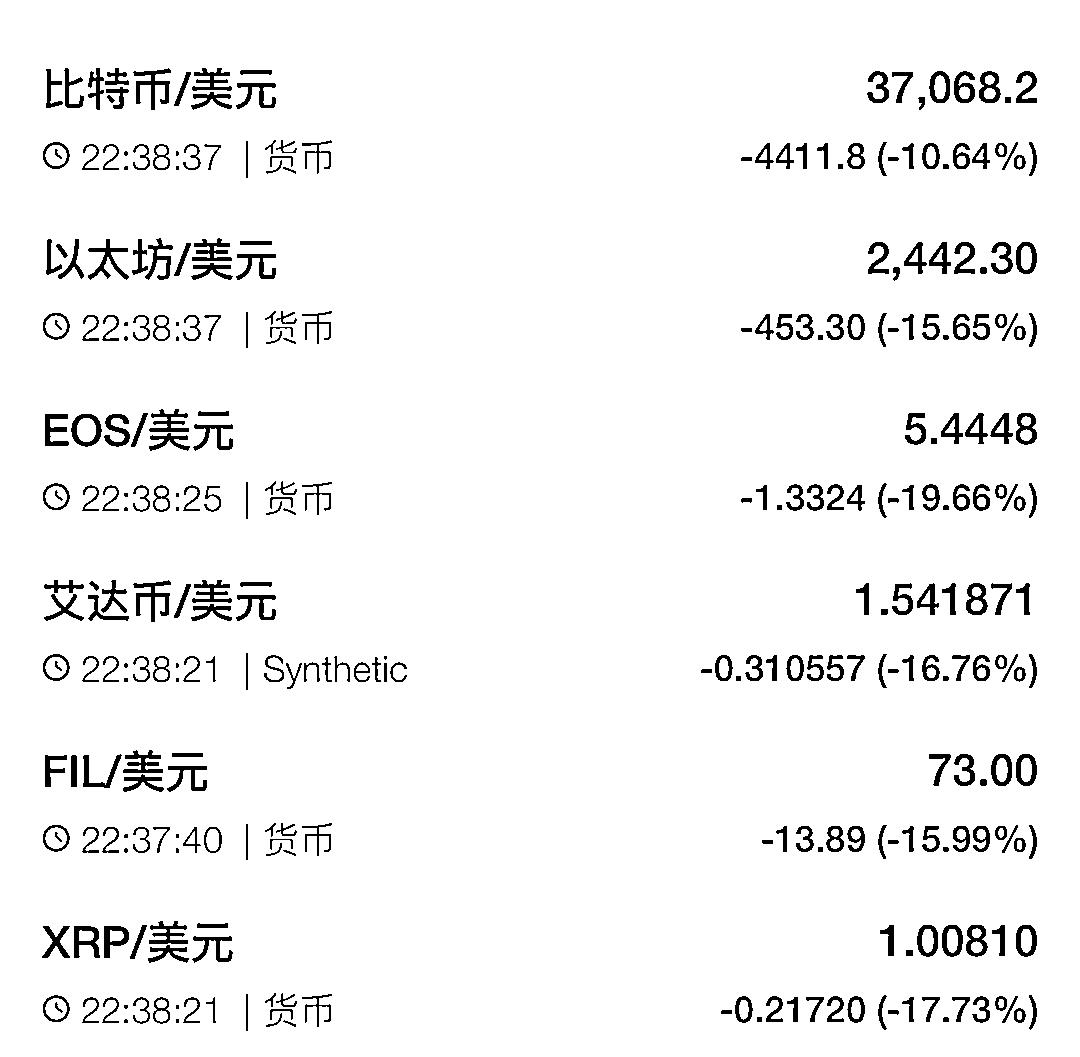 比特币/美元 37,068.2
22:38:37 | 货币 -4411.8 (-10.64%)
以太坊/美元 2,442.30
22:38:37 | 货币 -453.30 (-15.65%)
EOS/美元 5.4448
22:38:25 | 货币 -1.3324 (-19.66%)
艾达币/美元 1.541871
22:38:21 | Synthetic -0.310557 (-16.76%)
FIL/美元 73.00
22:37:40 | 货币 -13.89 (-15.99%)
XRP/美元 1.00810
22:38:21 | 货币 -0.21720 (-17.73%)